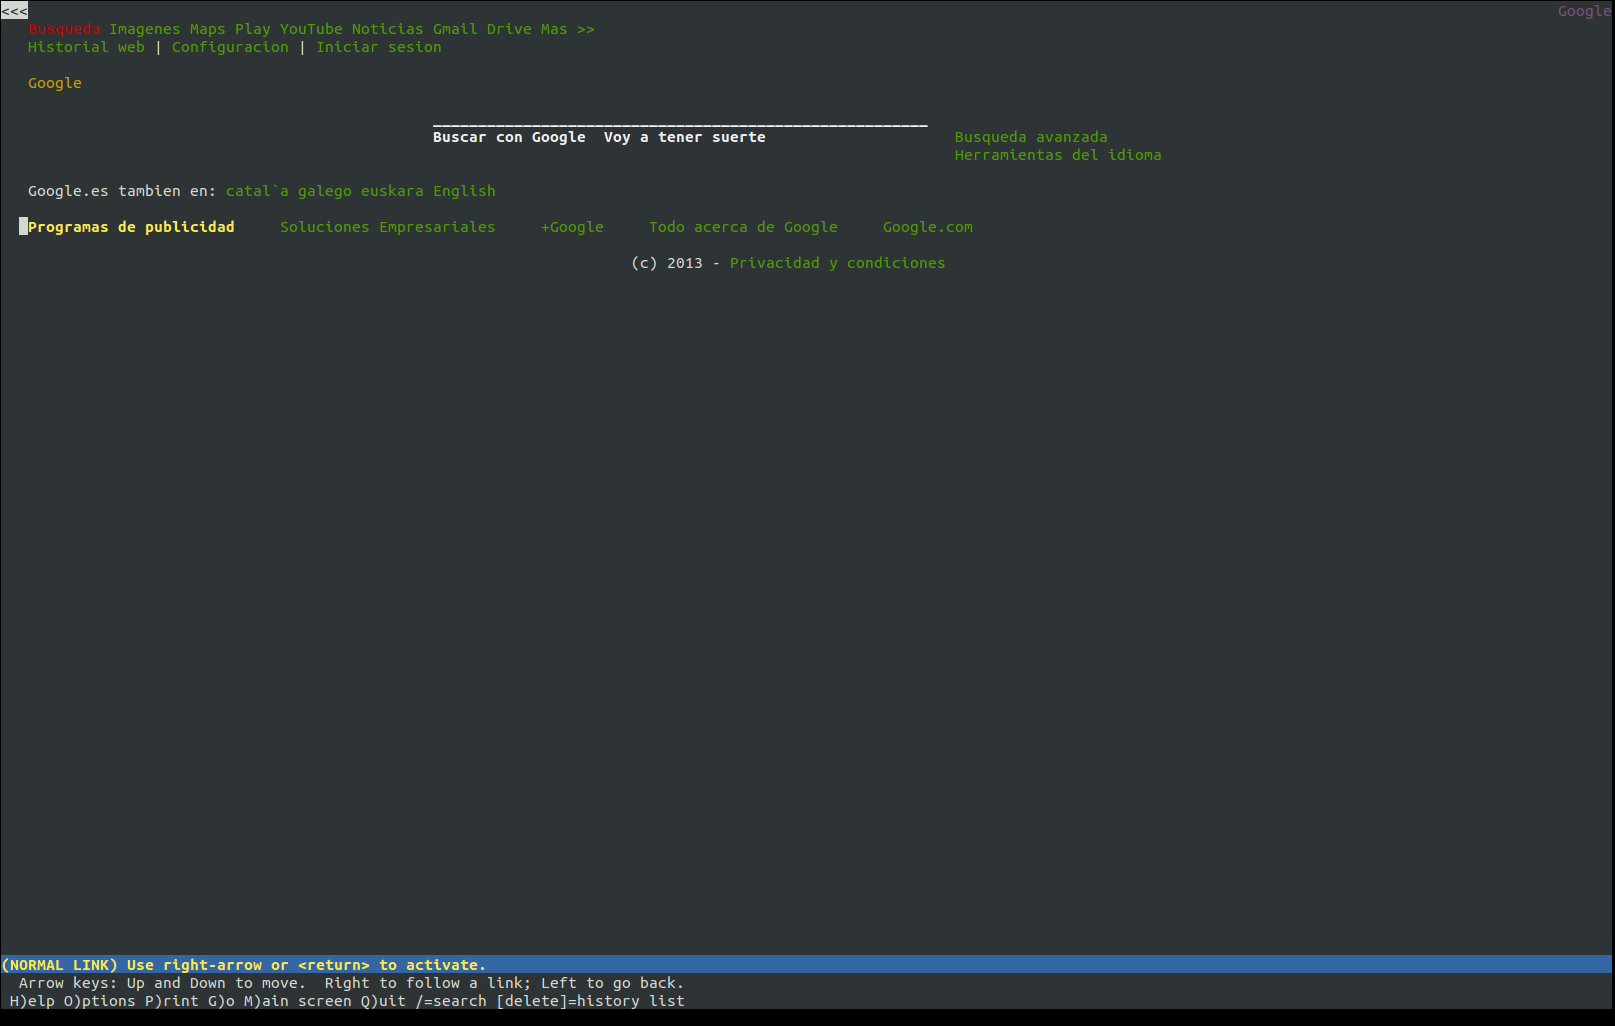 <<< Google
Busqueda Imagenes Maps Play YouTube Noticias Gmail Drive Mas >>
Historial web | Configuracion | Iniciar sesion
Google
_______________________________________________________
Buscar con Google  Voy a tener suerte Busqueda avanzada
Herramientas del idioma
Google.es tambien en: catal`a galego euskara English
Programas de publicidad     Soluciones Empresariales     +Google     Todo acerca de Google     Google.com
(c) 2013 - Privacidad y condiciones
(NORMAL LINK) Use right-arrow or <return> to activate.
Arrow keys: Up and Down to move.  Right to follow a link; Left to go back.
H)elp O)ptions P)rint G)o M)ain screen Q)uit /=search [delete]=history list